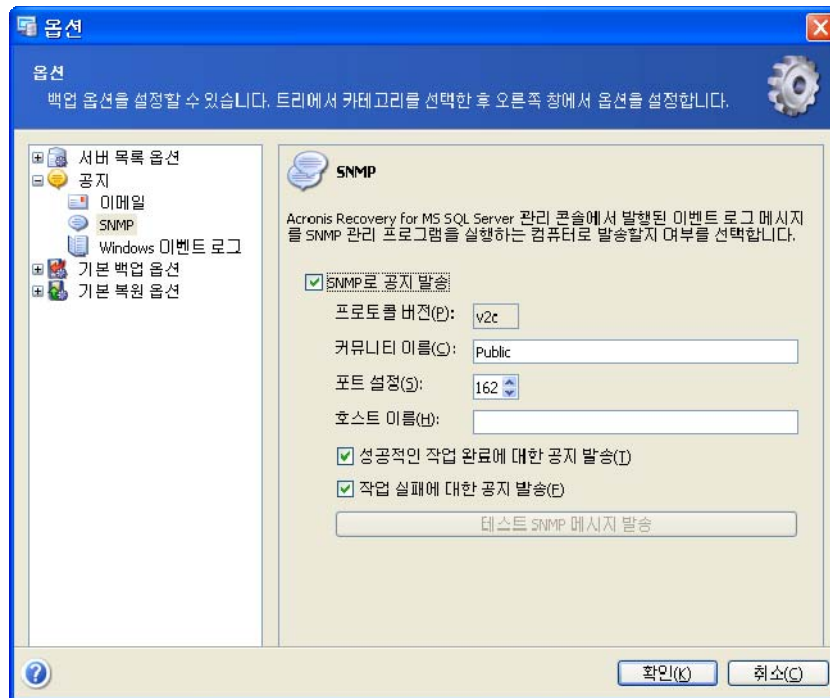 옵션
옵션
백업 옵션을 설정할 수 있습니다. 트리에서 카테고리를 선택한 후 오른쪽 창에서 옵션을 설정합니다.
서버 목록 옵션
공지
이메일
SNMP
Windows 이벤트 로그
기본 백업 옵션
기본 복원 옵션
SNMP
Acronis Recovery for MS SQL Server 관리 콘솔에서 발행된 이벤트 로그 메시지
를 SNMP 관리 프로그램을 실행하는 컴퓨터로 발송할지 여부를 선택합니다.
SNMP로 공지 발송
프로토콜 버전(P): v2c
커뮤니티 이름(C): Public
포트 설정(S): 162
호스트 이름(H):
성공적인 작업 완료에 대한 공지 발송(T)
작업 실패에 대한 공지 발송(F)
테스트 SNMP 메시지 발송
확인(K) 취소(C)